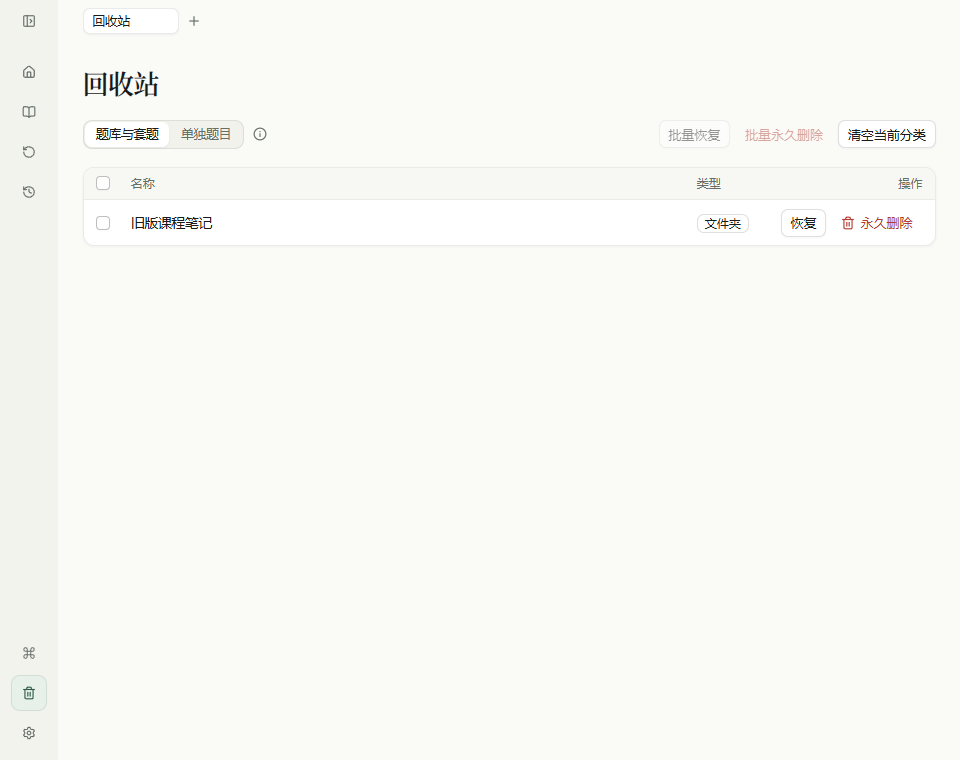 回收站
回收站
题库与套题 单独题目 批量恢复 批量永久删除 清空当前分类
名称 类型 操作
旧版课程笔记 文件夹 恢复 永久删除